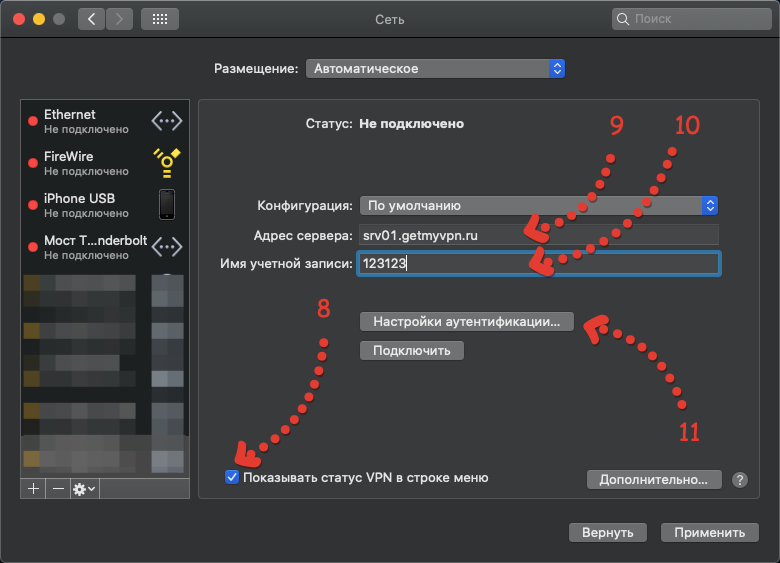 Сеть
Поиск
Размещение: Автоматическое
Ethernet
Не подключено
FireWire
Не подключено
iPhone USB
Не подключено
Мост T...nderbolt
Не подключено
Статус: Не подключено
9
10
Конфигурация: По умолчанию
Адрес сервера: srv01.getmyvpn.ru
Имя учетной записи: 123123
8
Настройки аутентификации...
Подключить
11
Показывать статус VPN в строке меню
Дополнительно...
?
Вернуть
Применить